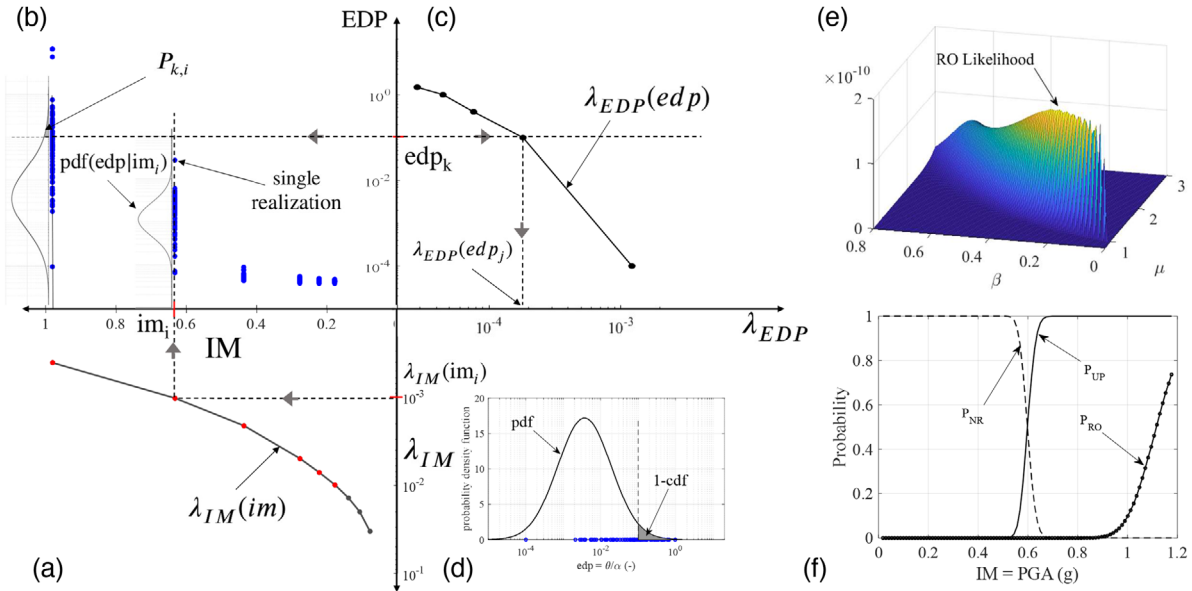 (b)
EDP
(c)
(e)
P_{k,i}
RO Likelihood
×10^{-10}
2
1
0
0.8
0.6
0.4
0.2
0
β
1
2
3
μ
10^0
10^{-2}
10^{-4}
λ_{EDP}(edp)
edp_k
pdf(edp|im_i)
single
realization
λ_{EDP}(edp_j)
1
0.8
0.6
0.4
0.2
im_i
IM
10^{-4}
10^{-3}
λ_{EDP}
λ_{IM}(im_i)
10^{-3}
λ_{IM}
10^{-2}
10^{-1}
λ_{IM}(im)
(a)
20
15
10
5
0
probability density function
pdf
1-cdf
10^{-4}
10^{-2}
10^0
edp = θ/α (-)
(d)
1
0.8
0.6
0.4
0.2
0
Probability
P_{NR}
P_{UP}
P_{RO}
0
0.2
0.4
0.6
0.8
1
1.2
IM = PGA (g)
(f)